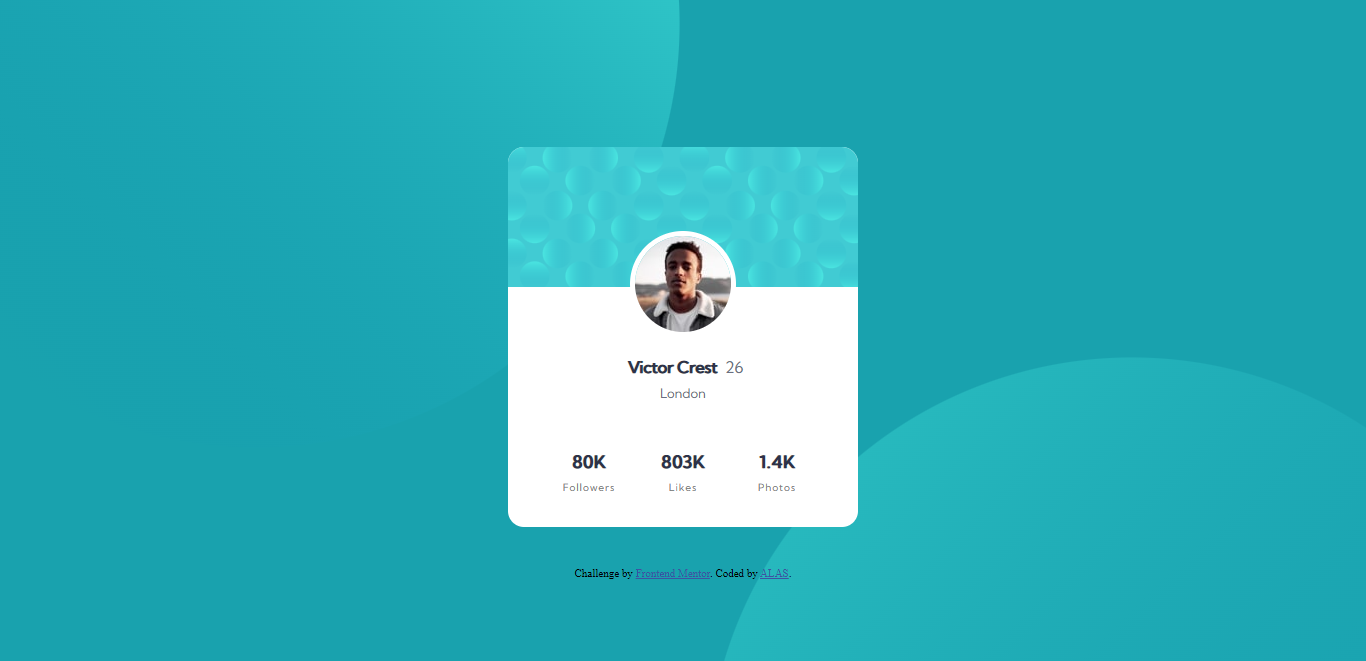 Victor Crest 26
London
80K 803K 1.4K
Followers Likes Photos
Challenge by Frontend Mentor. Coded by ALAS.